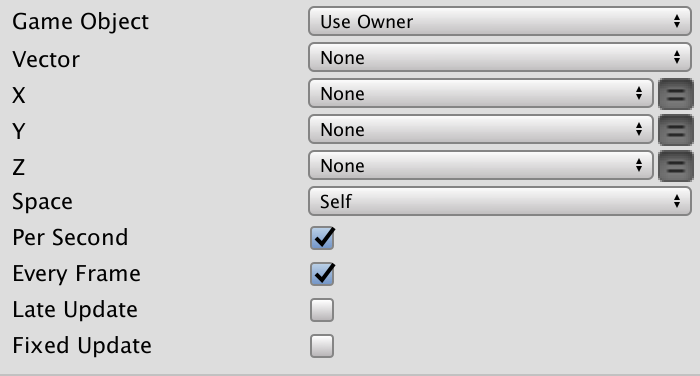 Game Object Use Owner
Vector None
X None
Y None
Z None
Space Self
Per Second
Every Frame
Late Update
Fixed Update